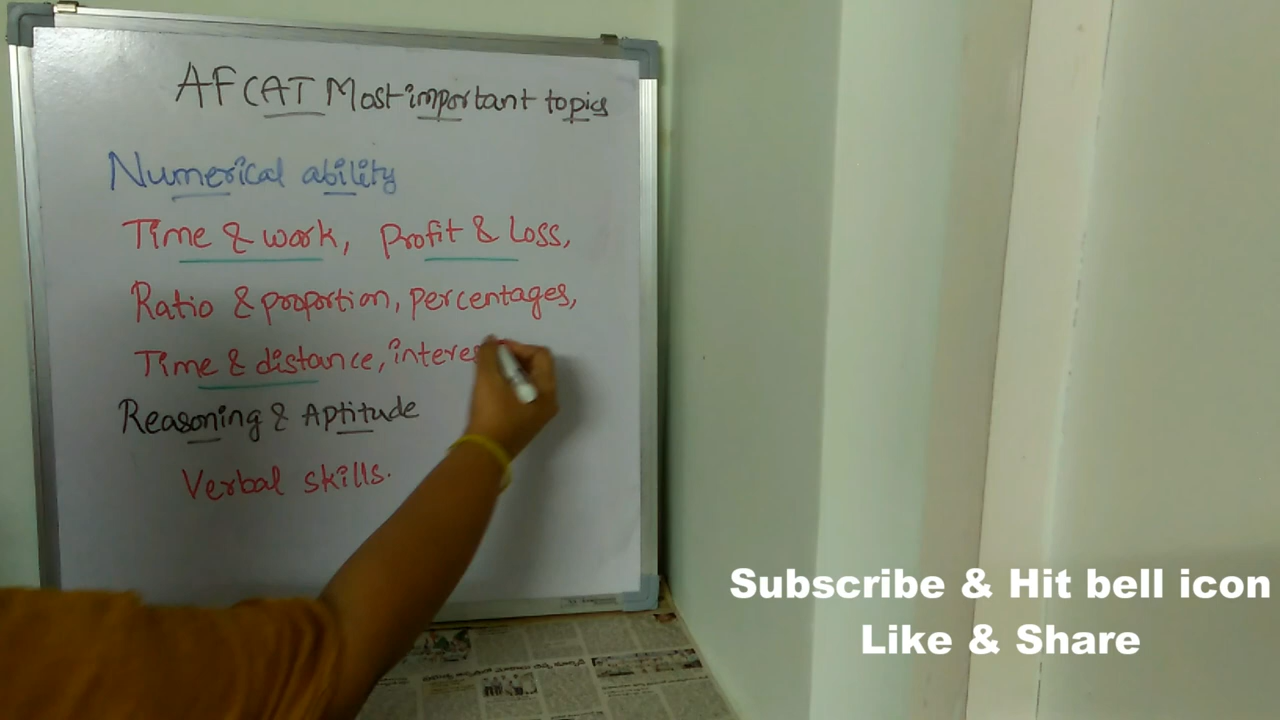 AFCAT Most important topics
Numerical ability
Time & work, Profit & Loss,
Ratio & proportion, percentages,
Time & distance, interes
Reasoning & Aptitude
Verbal skills.
Subscribe & Hit bell icon
Like & Share